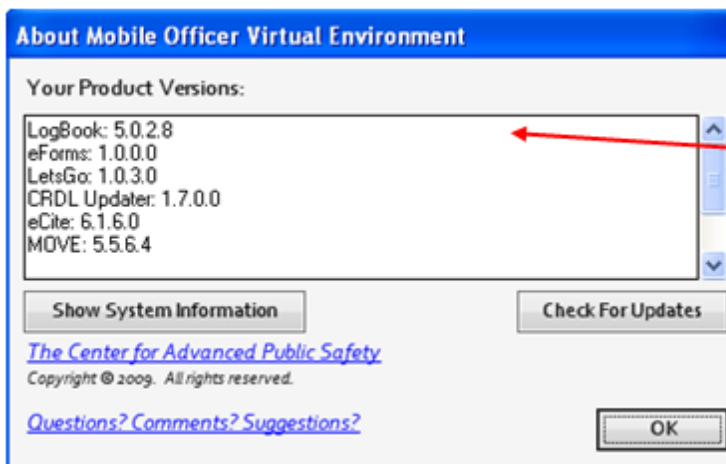 About Mobile Officer Virtual Environment
Your Product Versions:
LogBook: 5.0.2.8
eForms: 1.0.0.0
LetsGo: 1.0.3.0
CRDL Updater: 1.7.0.0
eCite: 6.1.6.0
MOVE: 5.5.6.4
Show System Information
Check For Updates
The Center for Advanced Public Safety
Copyright © 2009. All rights reserved.
Questions? Comments? Suggestions?
OK